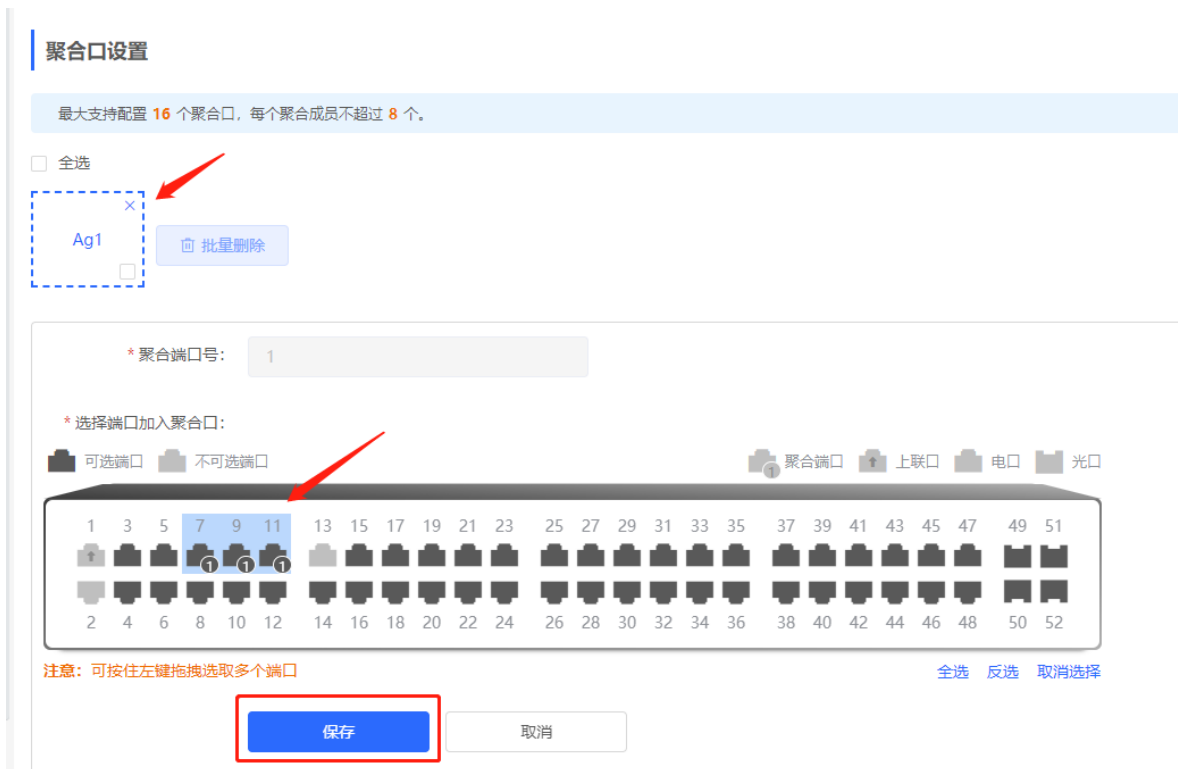 聚合口设置
最大支持配置 16 个聚合口，每个聚合成员不超过 8 个。
全选
Ag1
批量删除
* 聚合端口号：
1
* 选择端口加入聚合口：
可选端口 不可选端口 1 聚合端口 上联口 电口 光口
1 3 5 7 9 11 13 15 17 19 21 23 25 27 29 31 33 35 37 39 41 43 45 47 49 51
1 1 1
2 4 6 8 10 12 14 16 18 20 22 24 26 28 30 32 34 36 38 40 42 44 46 48 50 52
注意：可按住左键拖拽选取多个端口 全选 反选 取消选择
保存 取消